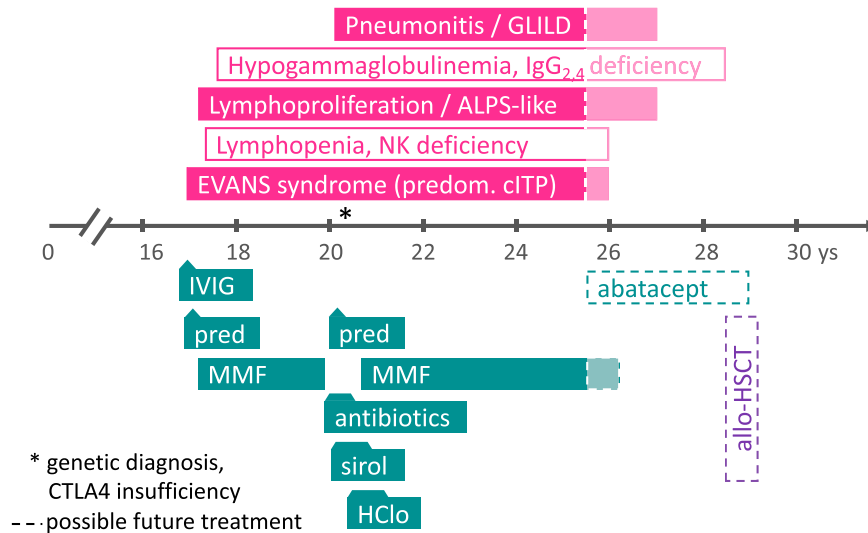 Pneumonitis / GLILD
Hypogammaglobulinemia, IgG2,4 deficiency
Lymphoproliferation / ALPS-like
Lymphopenia, NK deficiency
EVANS syndrome (predom. cITP)
*
0 16 18 20 22 24 26 28 30 ys
IVIG
abatacept
pred
pred
MMF
MMF
antibiotics
sirol
HClo
allo-HSCT
* genetic diagnosis,
CTLA4 insufficiency
possible future treatment